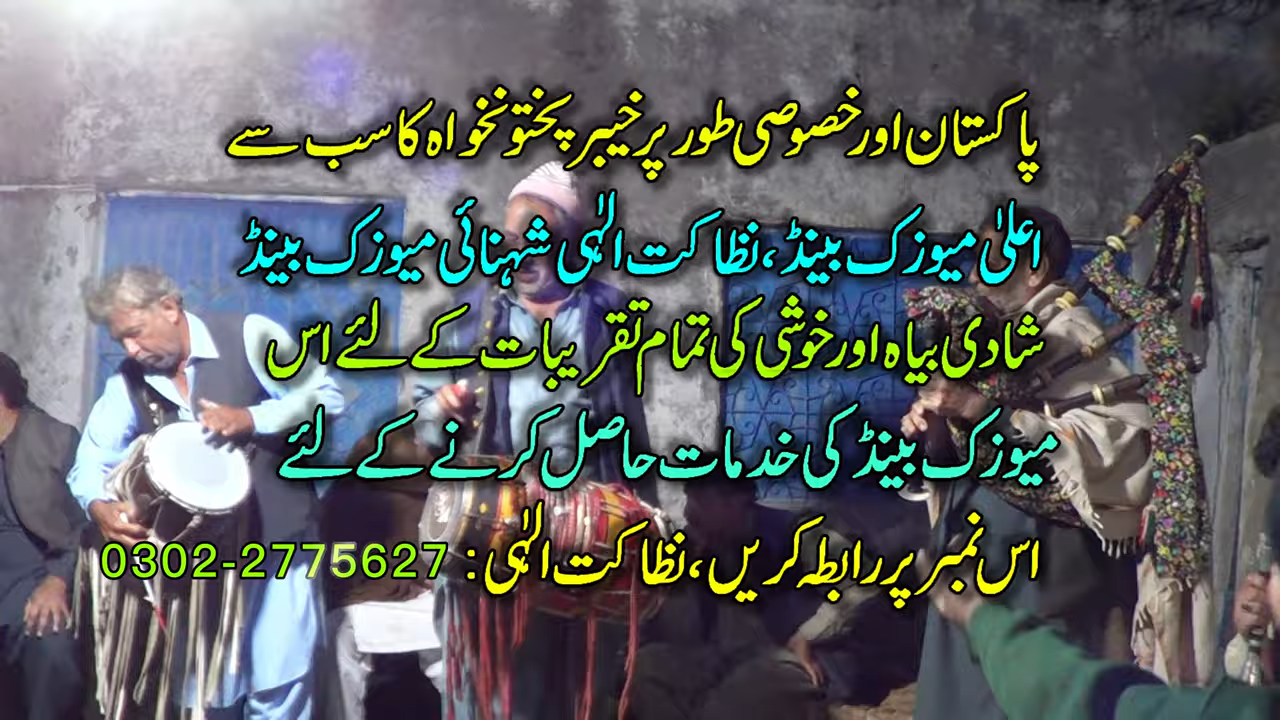 پاکستان اور خصوصی طور پر خیبر پختونخواہ کا سب سے
اعلیٰ میوزک بینڈ، نظاکت الٰہی شہنائی میوزک بینڈ
شادی بیاہ اور خوشی کی تمام تقریبات کے لئے اس
میوزک بینڈ کی خدمات حاصل کرنے کے لئے
اس نمبر پر رابطہ کریں، نظاکت الٰہی : 0302-2775627